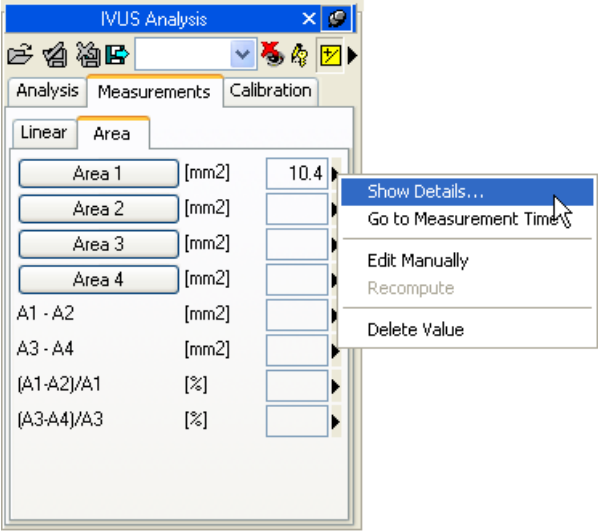 IVUS Analysis
Analysis Measurements Calibration
Linear Area
Area 1 [mm2] 10.4
Area 2 [mm2]
Area 3 [mm2]
Area 4 [mm2]
A1 - A2 [mm2]
A3 - A4 [mm2]
(A1-A2)/A1 [%]
(A3-A4)/A3 [%]
Show Details...
Go to Measurement Time
Edit Manually
Recompute
Delete Value